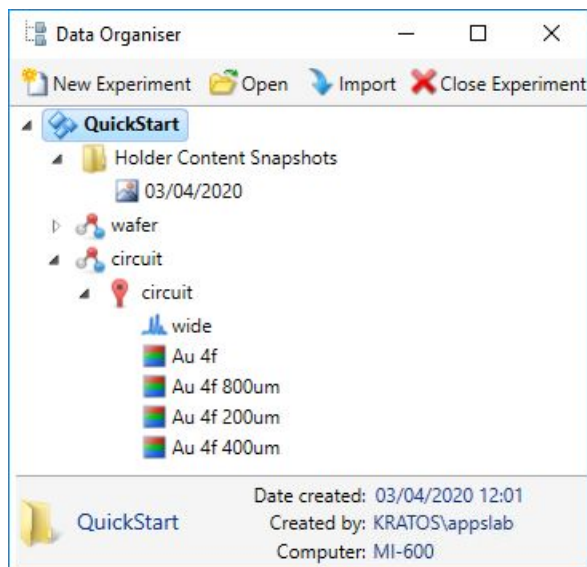 Data Organiser
New Experiment Open Import Close Experiment
QuickStart
Holder Content Snapshots
03/04/2020
wafer
circuit
circuit
wide
Au 4f
Au 4f 800um
Au 4f 200um
Au 4f 400um
QuickStart
Date created: 03/04/2020 12:01
Created by: KRATOS\appslab
Computer: MI-600